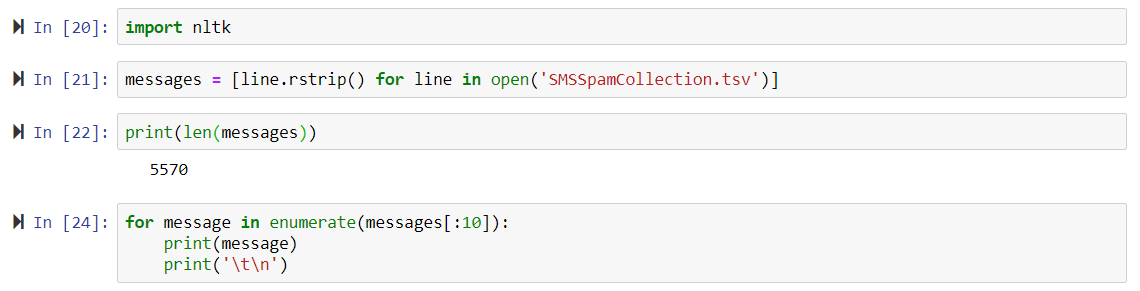 In [20]: import nltk
In [21]: messages = [line.rstrip() for line in open('SMSSpamCollection.tsv')]
In [22]: print(len(messages))
5570
In [24]: for message in enumerate(messages[:10]):
    print(message)
    print('\t\n')